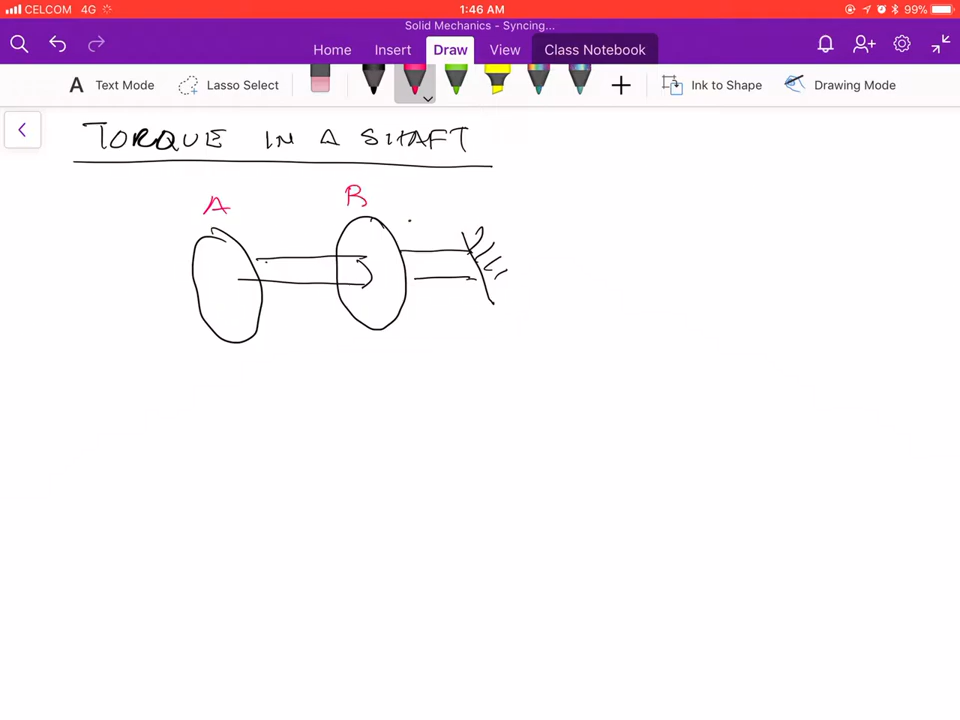 CELCOM 4G 1:46 AM 99%
Solid Mechanics - Syncing...
Home Insert Draw View Class Notebook
A Text Mode Lasso Select Ink to Shape Drawing Mode
TORQUE IN A SHAFT
A B